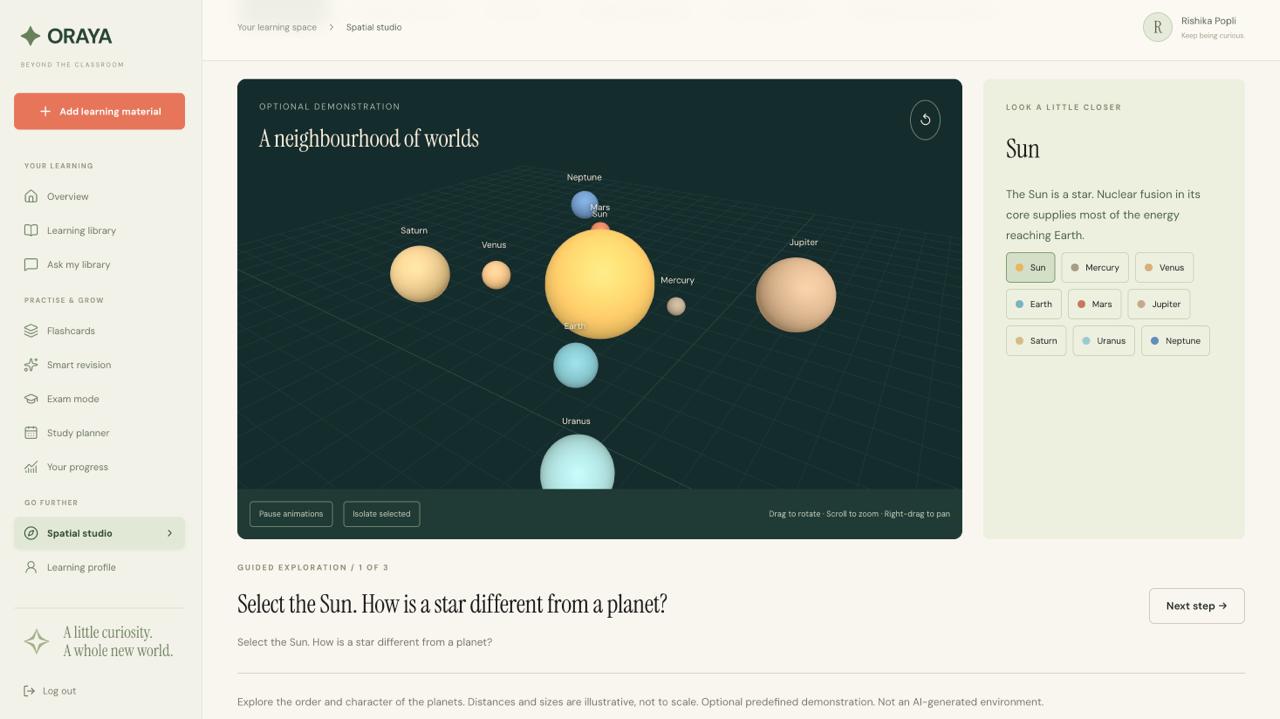 ORAYA
BEYOND THE CLASSROOM
Add learning material
YOUR LEARNING
Overview
Learning library
Ask my library
PRACTISE & GROW
Flashcards
Smart revision
Exam mode
Study planner
Your progress
GO FURTHER
Spatial studio
Learning profile
A little curiosity.
A whole new world.
Log out
Your learning space > Spatial studio
R
Rishika Popli
Keep being curious.
OPTIONAL DEMONSTRATION
A neighbourhood of worlds
Neptune
Mars
Sun
Saturn
Venus
Jupiter
Mercury
Earth
Uranus
Pause animations
Isolate selected
Drag to rotate · Scroll to zoom · Right-drag to pan
LOOK A LITTLE CLOSER
Sun
The Sun is a star. Nuclear fusion in its
core supplies most of the energy
reaching Earth.
Sun Mercury Venus
Earth Mars Jupiter
Saturn Uranus Neptune
GUIDED EXPLORATION / 1 OF 3
Select the Sun. How is a star different from a planet?
Next step →
Select the Sun. How is a star different from a planet?
Explore the order and character of the planets. Distances and sizes are illustrative, not to scale. Optional predefined demonstration. Not an AI-generated environment.